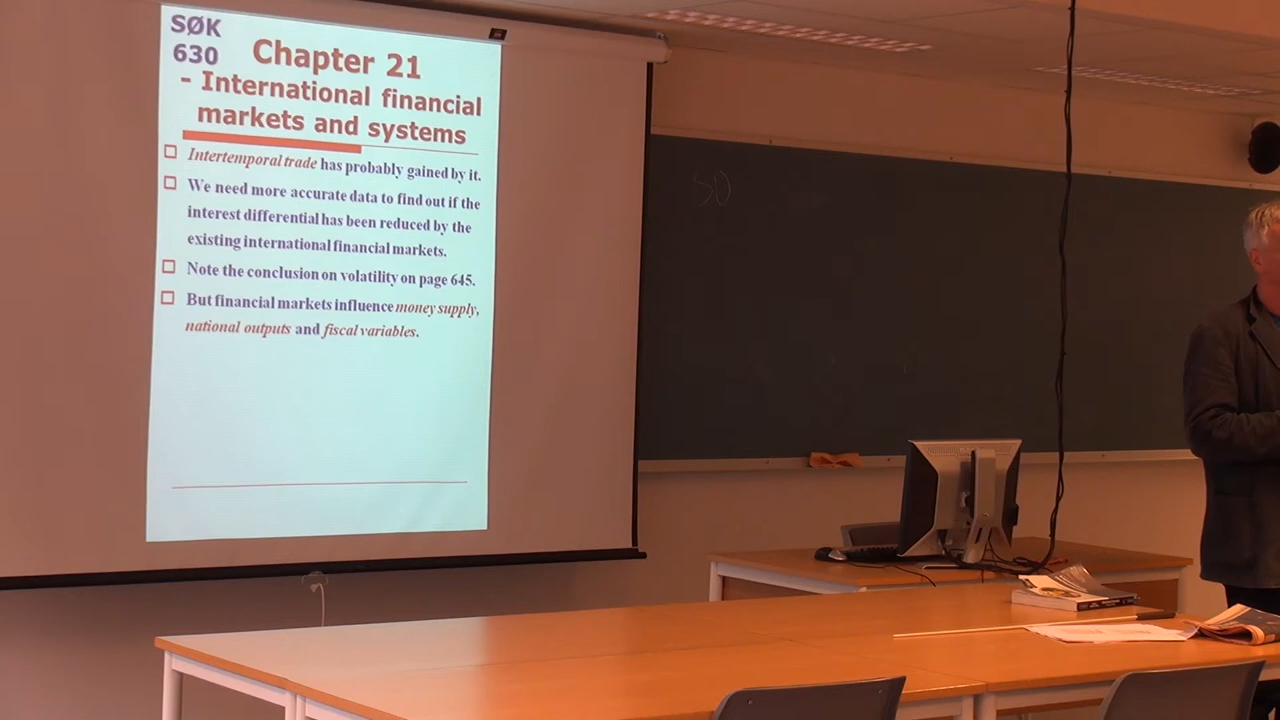 SØK
630
Chapter 21
- International financial
markets and systems
Intertemporal trade has probably gained by it.
We need more accurate data to find out if the
interest differential has been reduced by the
existing international financial markets.
Note the conclusion on volatility on page 645.
But financial markets influence money supply,
national outputs and fiscal variables.